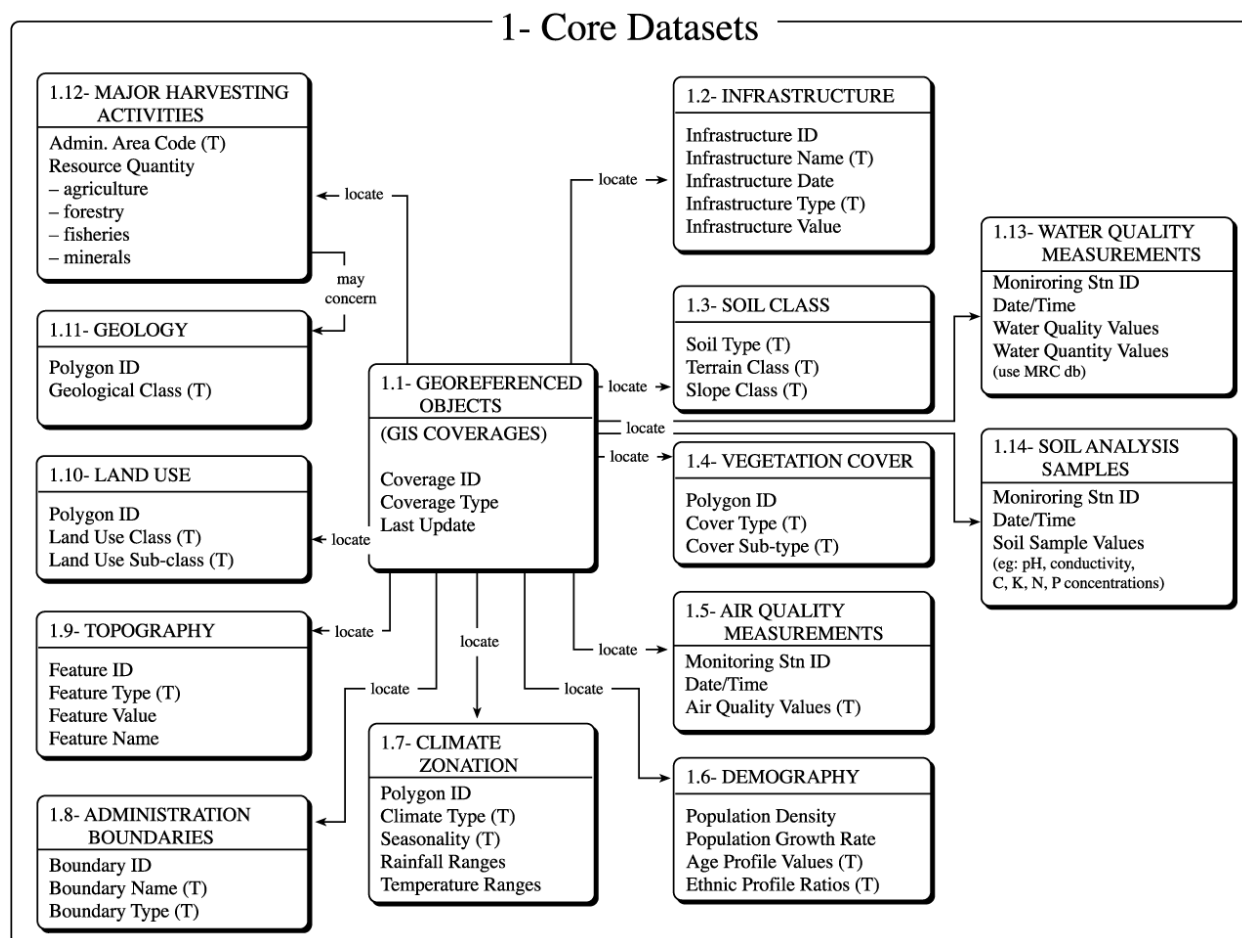 1- Core Datasets
1.12- MAJOR HARVESTING
ACTIVITIES
Admin. Area Code (T)
Resource Quantity
– agriculture
– forestry
– fisheries
– minerals
locate
may
concern
1.11- GEOLOGY
Polygon ID
Geological Class (T)
1.10- LAND USE
Polygon ID
Land Use Class (T)
Land Use Sub-class (T)
locate
1.9- TOPOGRAPHY
Feature ID
Feature Type (T)
Feature Value
Feature Name
locate
1.8- ADMINISTRATION
BOUNDARIES
Boundary ID
Boundary Name (T)
Boundary Type (T)
locate
1.1- GEOREFERENCED
OBJECTS
(GIS COVERAGES)
Coverage ID
Coverage Type
Last Update
locate
1.7- CLIMATE
ZONATION
Polygon ID
Climate Type (T)
Seasonality (T)
Rainfall Ranges
Temperature Ranges
locate
1.2- INFRASTRUCTURE
Infrastructure ID
Infrastructure Name (T)
Infrastructure Date
Infrastructure Type (T)
Infrastructure Value
locate
1.3- SOIL CLASS
Soil Type (T)
Terrain Class (T)
Slope Class (T)
locate
locate
1.4- VEGETATION COVER
Polygon ID
Cover Type (T)
Cover Sub-type (T)
locate
1.5- AIR QUALITY
MEASUREMENTS
Monitoring Stn ID
Date/Time
Air Quality Values (T)
locate
1.6- DEMOGRAPHY
Population Density
Population Growth Rate
Age Profile Values (T)
Ethnic Profile Ratios (T)
locate
1.13- WATER QUALITY
MEASUREMENTS
Moniroring Stn ID
Date/Time
Water Quality Values
Water Quantity Values
(use MRC db)
1.14- SOIL ANALYSIS
SAMPLES
Moniroring Stn ID
Date/Time
Soil Sample Values
(eg: pH, conductivity,
C, K, N, P concentrations)